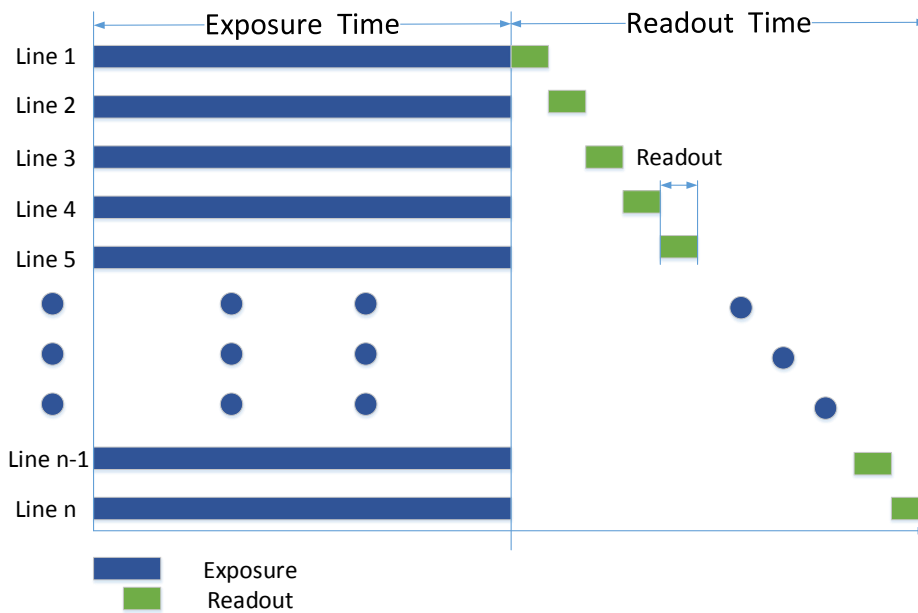 Exposure Time
Readout Time
Line 1
Line 2
Line 3
Readout
Line 4
Line 5
Line n-1
Line n
Exposure
Readout